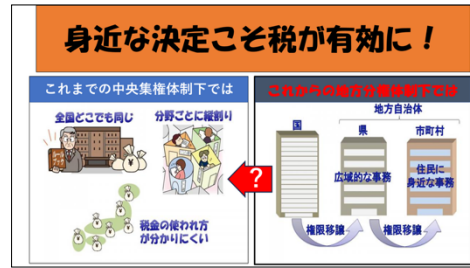 身近な決定こそ税が有効に！
これまでの中央集権体制下では
全国どこでも同じ
分野ごとに縦割り
税金の使われ方
が分かりにくい
?
これからの地方分権体制下では
地方自治体
国
県
市町村
広域的な事務
住民に
身近な事務
権限移譲
権限移譲